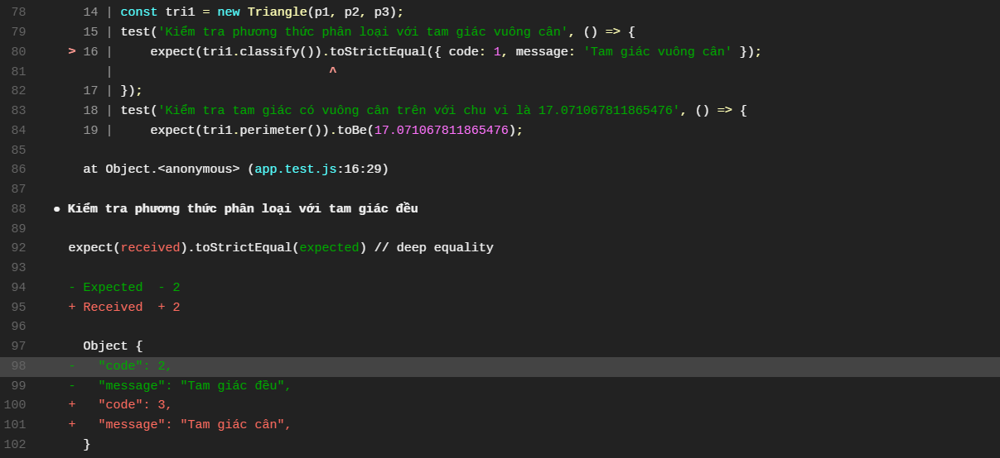 78 14 | const tri1 = new Triangle(p1, p2, p3);
79 15 | test('Kiểm tra phương thức phân loại với tam giác vuông cân', () => {
80 > 16 |     expect(tri1.classify()).toStrictEqual({ code: 1, message: 'Tam giác vuông cân' });
81 | ^
82 17 | });
83 18 | test('Kiểm tra tam giác có vuông cân trên với chu vi là 17.071067811865476', () => {
84 19 |     expect(tri1.perimeter()).toBe(17.071067811865476);
85
86 at Object.<anonymous> (app.test.js:16:29)
87
88 ● Kiểm tra phương thức phân loại với tam giác đều
89
92 expect(received).toStrictEqual(expected) // deep equality
93
94 - Expected  - 2
95 + Received  + 2
96
97 Object {
98 -   "code": 2,
99 -   "message": "Tam giác đều",
100 +   "code": 3,
101 +   "message": "Tam giác cân",
102 }